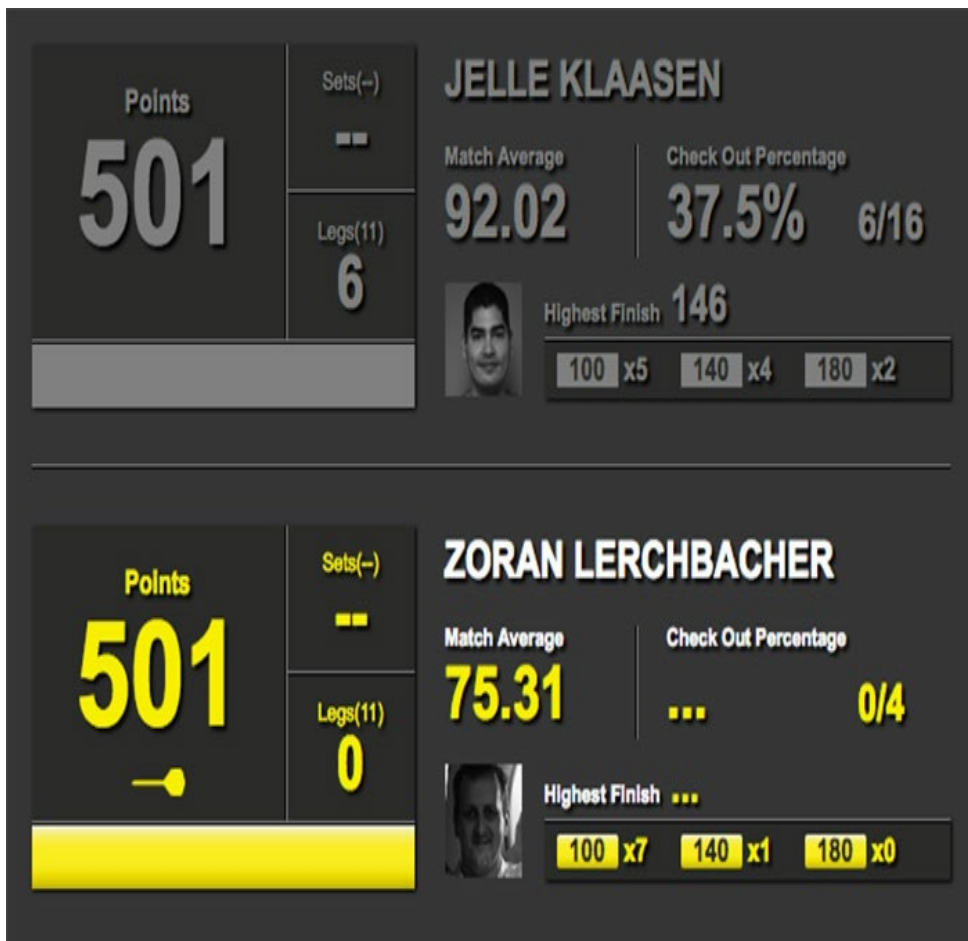 JELLE KLAASEN
Points
501
Sets(--)
--
Legs(11)
6
Match Average
92.02
Check Out Percentage
37.5% 6/16
Highest Finish 146
100 x5 140 x4 180 x2
ZORAN LERCHBACHER
Points
501
Sets(--)
--
Legs(11)
0
Match Average
75.31
Check Out Percentage
... 0/4
Highest Finish ...
100 x7 140 x1 180 x0